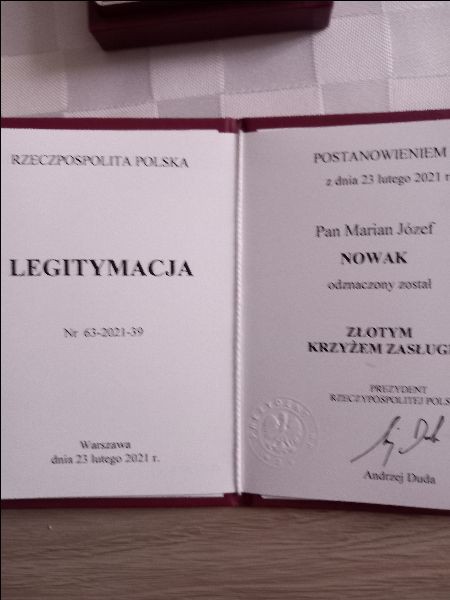 RZECZPOSPOLITA POLSKA
LEGITYMACJA
Nr 63-2021-39
Warszawa
dnia 23 lutego 2021 r.
POSTANOWIENIEM
z dnia 23 lutego 2021 r
Pan Marian Józef
NOWAK
odznaczony został
ZŁOTYM
KRZYŻEM ZASŁUGI
PREZYDENT
RZECZYPOSPOLITEJ POLS
Andrzej Duda